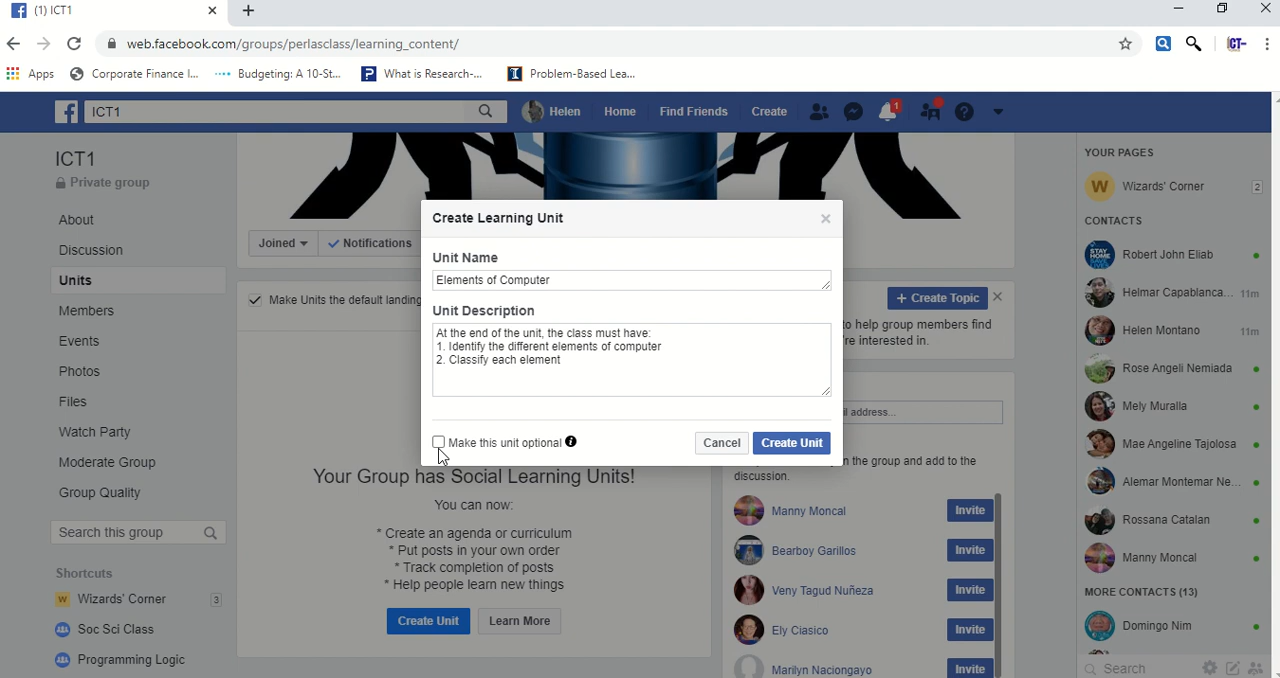 (1) ICT1
web.facebook.com/groups/perlasclass/learning_content/
ICT-
Apps
Corporate Finance I...
Budgeting: A 10-St...
What is Research-...
Problem-Based Lea...
ICT1
Helen
Home
Find Friends
Create
1
ICT1
Private group
About
Discussion
Units
Members
Events
Photos
Files
Watch Party
Moderate Group
Group Quality
Search this group
Shortcuts
Wizards' Corner 3
Soc Sci Class
Programming Logic
Joined
Notifications
Make Units the default landing
Create Learning Unit
Unit Name
Elements of Computer
Unit Description
At the end of the unit, the class must have:
1. Identify the different elements of computer
2. Classify each element
Make this unit optional
Cancel
Create Unit
Your Group has Social Learning Units!
You can now:
* Create an agenda or curriculum
* Put posts in your own order
* Track completion of posts
* Help people learn new things
Create Unit
Learn More
+ Create Topic
to help group members find
're interested in.
il address...
n the group and add to the
discussion.
Manny Moncal Invite
Bearboy Garillos Invite
Veny Tagud Nuñeza Invite
Ely Ciasico Invite
Marilyn Naciongayo Invite
YOUR PAGES
W Wizards' Corner 2
CONTACTS
Robert John Eliab
Helmar Capablanca... 11m
Helen Montano 11m
Rose Angeli Nemiada
Mely Muralla
Mae Angeline Tajolosa
Alemar Montemar Ne...
Rossana Catalan
Manny Moncal
MORE CONTACTS (13)
Domingo Nim
Search